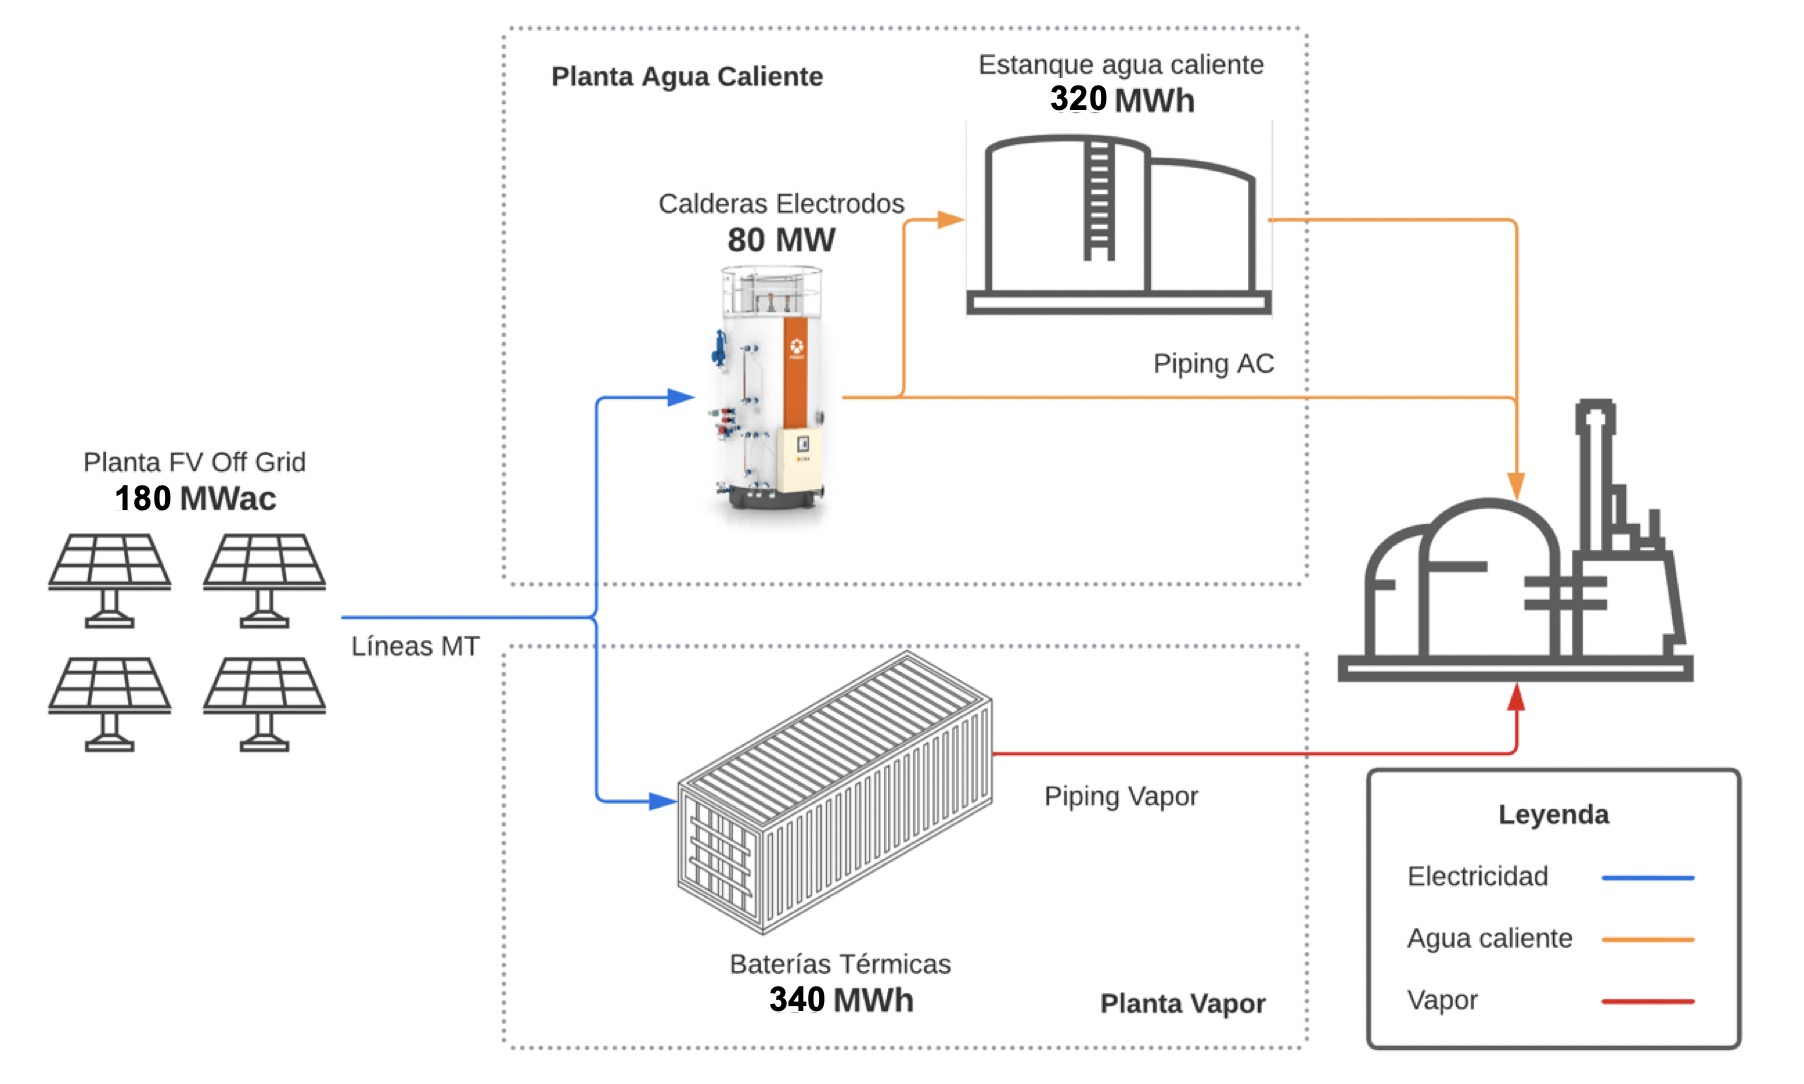 Planta Agua Caliente
Estanque agua caliente
320 MWh
Calderas Electrodos
80 MW
Piping AC
Planta FV Off Grid
180 MWac
Líneas MT
Piping Vapor
Baterías Térmicas
340 MWh
Planta Vapor
Leyenda
Electricidad
Agua caliente
Vapor